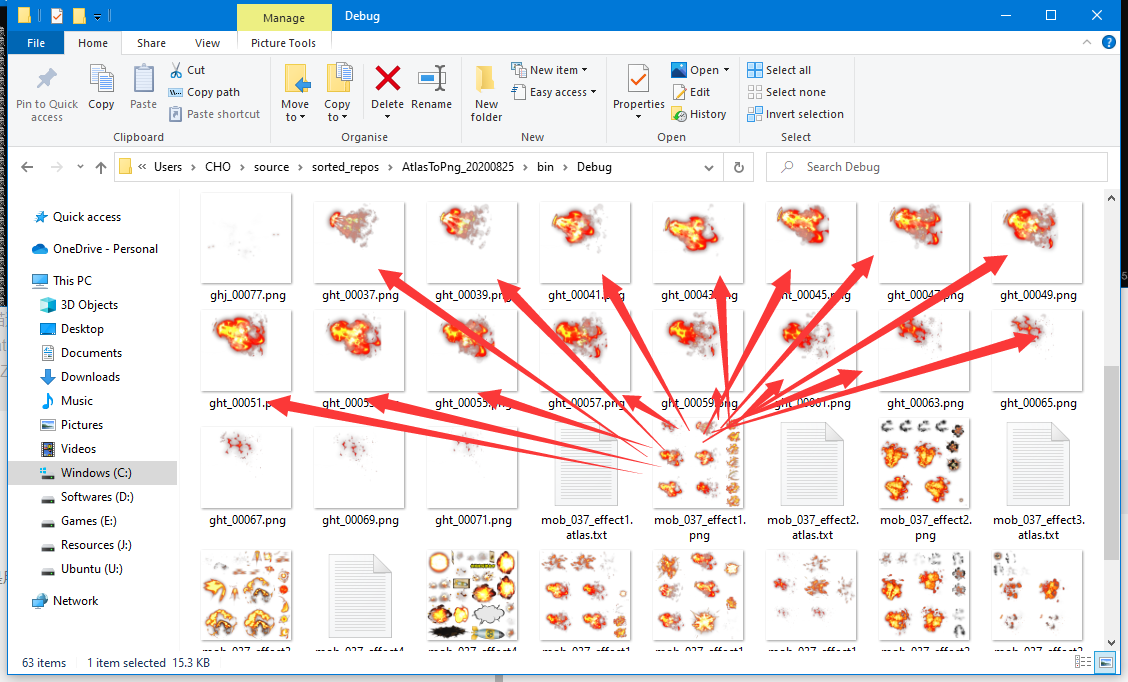 Manage
Debug
File
Home
Share
View
Picture Tools
Pin to Quick access
Copy
Paste
Cut
Copy path
Paste shortcut
Clipboard
Move to
Copy to
Delete
Rename
Organise
New folder
New item
Easy access
New
Properties
Open
Edit
History
Open
Select all
Select none
Invert selection
Select
« Users > CHO > source > sorted_repos > AtlasToPng_20200825 > bin > Debug
Search Debug
Quick access
OneDrive - Personal
This PC
3D Objects
Desktop
Documents
Downloads
Music
Pictures
Videos
Windows (C:)
Softwares (D:)
Games (E:)
Resources (J:)
Ubuntu (U:)
Network
ghj_00077.png
ght_00037.png
ght_00039.png
ght_00041.png
ght_00043.png
ght_00045.png
ght_00047.png
ght_00049.png
ght_00051.png
ght_00055.png
ght_00057.png
ght_00059.png
ght_00061.png
ght_00063.png
ght_00065.png
ght_00067.png
ght_00069.png
ght_00071.png
mob_037_effect1.atlas.txt
mob_037_effect1.png
mob_037_effect2.atlas.txt
mob_037_effect2.png
mob_037_effect3.atlas.txt
63 items
1 item selected 15.3 KB